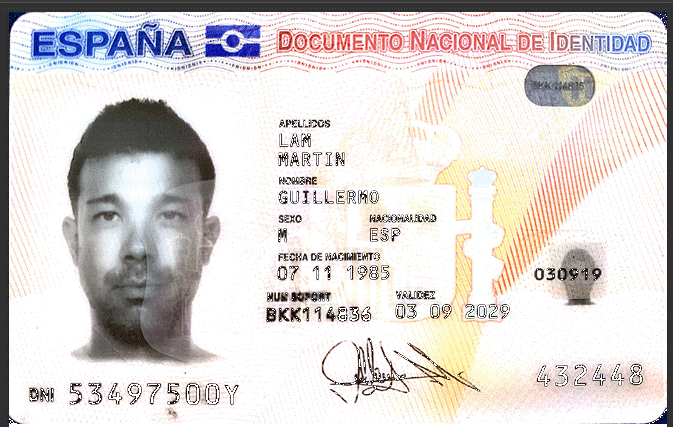 ESPAÑA
DOCUMENTO NACIONAL DE IDENTIDAD
APELLIDOS
LAM
MARTIN
NOMBRE
GUILLERMO
SEXO NACIONALIDAD
M ESP
FECHA DE NACIMIENTO
07 11 1985
NUM SOPORT VALIDEZ
BKK114836 03 09 2029
030919
432448
DNI 53497500Y